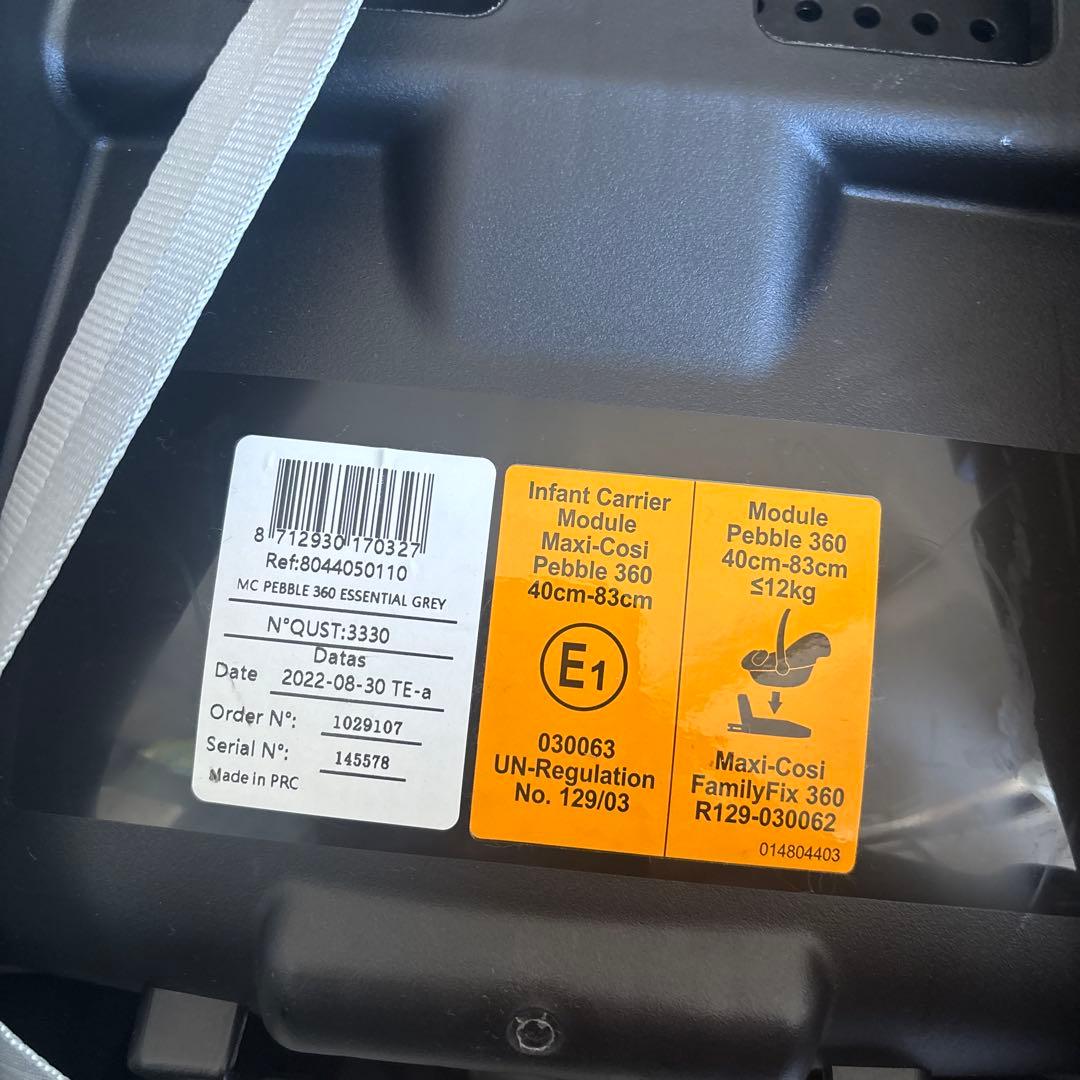 8 712930 170327
Ref:8044050110
MC PEBBLE 360 ESSENTIAL GREY
N°QUST:3330
Datas
Date 2022-08-30 TE-a
Order N°: 1029107
Serial N°: 145578
Made in PRC
Infant Carrier
Module
Maxi-Cosi
Pebble 360
40cm-83cm
E1
030063
UN-Regulation
No. 129/03
Module
Pebble 360
40cm-83cm
≤12kg
Maxi-Cosi
FamilyFix 360
R129-030062
014804403